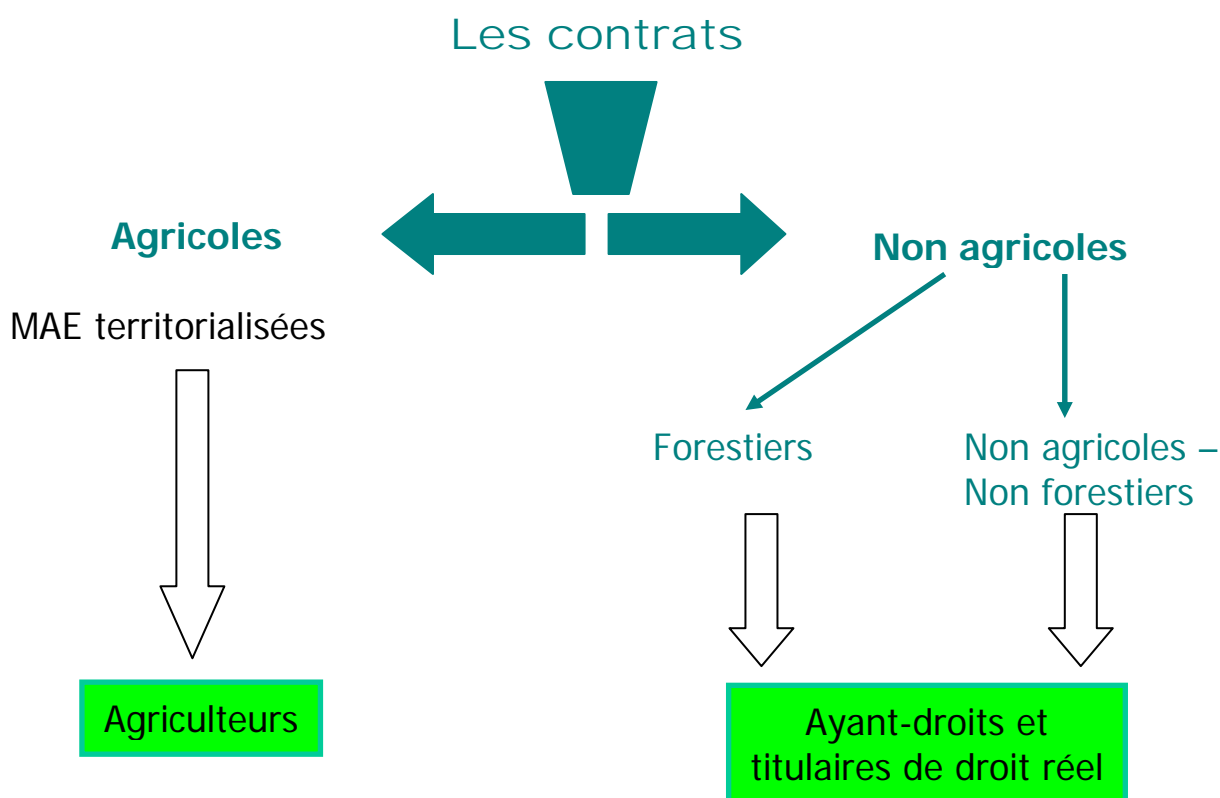 Les contrats
Agricoles
Non agricoles
MAE territorialisées
Forestiers
Non agricoles –
Non forestiers
Agriculteurs
Ayant-droits et
titulaires de droit réel